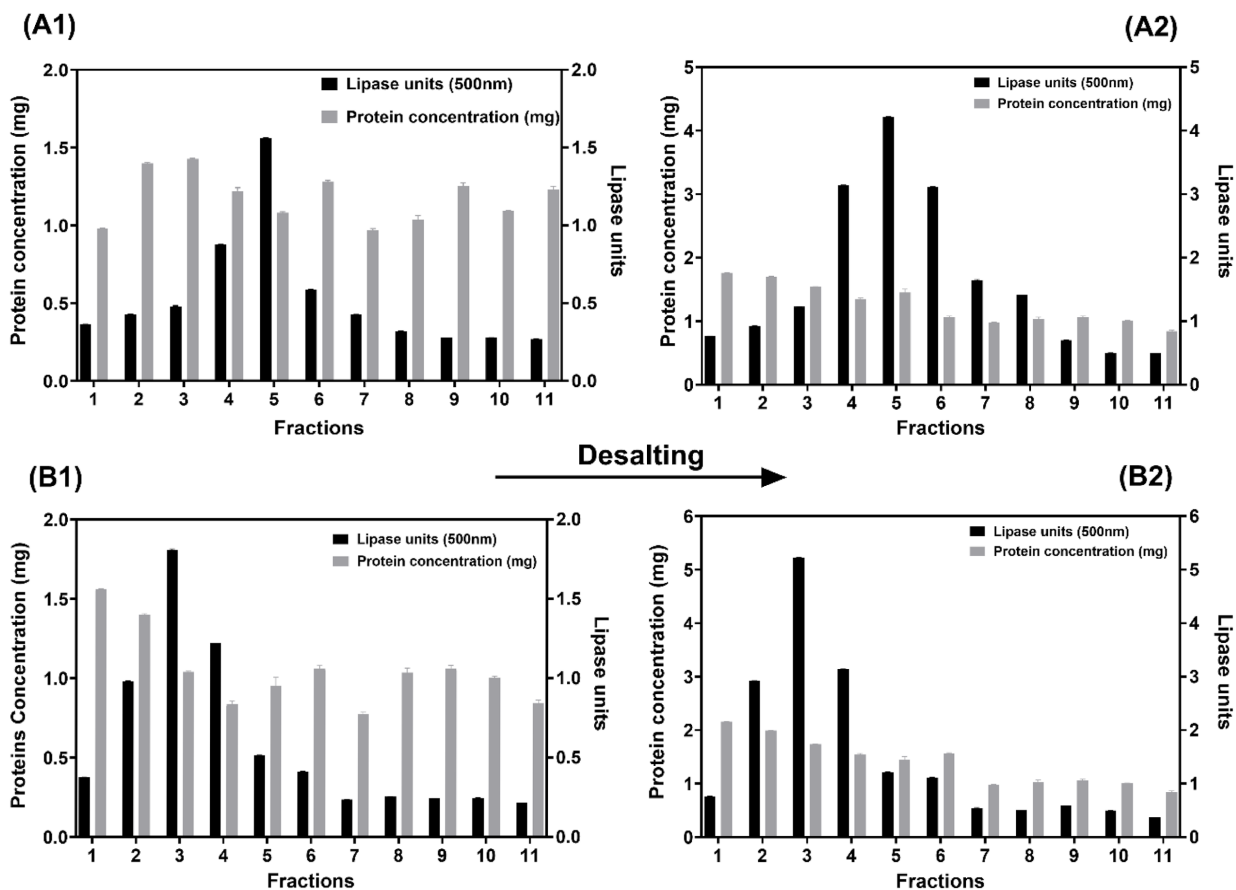 (A1)
2.0
1.5
1.0
0.5
0.0
Protein concentration (mg)
Lipase units (500nm)
Protein concentration (mg)
2.0
1.5
1.0
0.5
0.0
Lipase units
1 2 3 4 5 6 7 8 9 10 11
Fractions
(A2)
5
4
3
2
1
0
Protein concentration (mg)
Lipase units (500nm)
Protein concentration (mg)
5
4
3
2
1
0
Lipase units
1 2 3 4 5 6 7 8 9 10 11
Fractions
Desalting
(B1)
2.0
1.5
1.0
0.5
0.0
Proteins Concentration (mg)
Lipase units (500nm)
Protein concentration (mg)
2.0
1.5
1.0
0.5
0.0
Lipase units
1 2 3 4 5 6 7 8 9 10 11
Fractions
(B2)
6
5
3
2
1
0
Protein concentration (mg)
Lipase units (500nm)
Protein concentration (mg)
6
5
3
2
1
0
Lipase units
1 2 3 4 5 6 7 8 9 10 11
Fractions